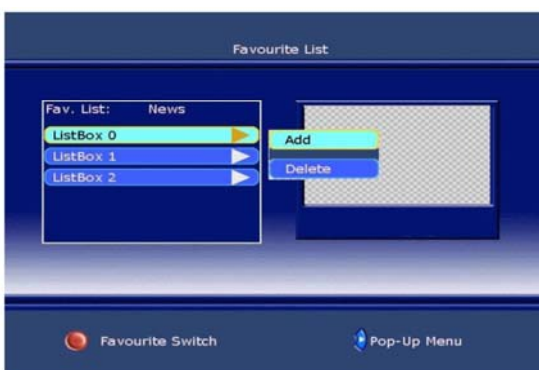 Favourite List
Fav. List: News
ListBox 0
ListBox 1
ListBox 2
Add
Delete
Favourite Switch
Pop-Up Menu